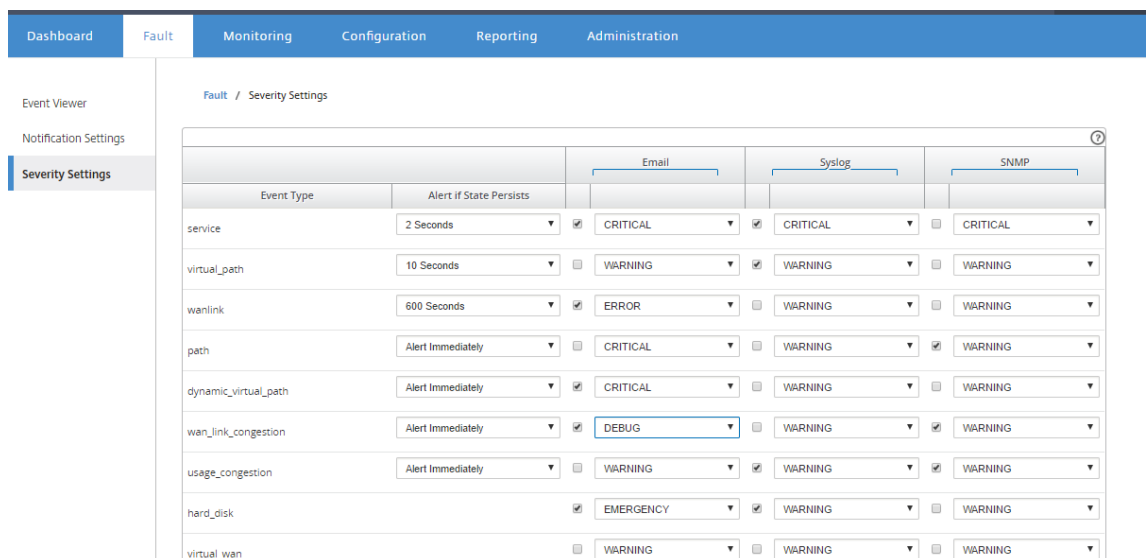 Dashboard Fault Monitoring Configuration Reporting Administration
Fault / Severity Settings
Event Viewer
Notification Settings
Severity Settings
?
Email Syslog SNMP
Event Type Alert if State Persists
service 2 Seconds CRITICAL CRITICAL CRITICAL
virtual_path 10 Seconds WARNING WARNING WARNING
wanlink 600 Seconds ERROR WARNING WARNING
path Alert Immediately CRITICAL WARNING WARNING
dynamic_virtual_path Alert Immediately CRITICAL WARNING WARNING
wan_link_congestion Alert Immediately DEBUG WARNING WARNING
usage_congestion Alert Immediately WARNING WARNING WARNING
hard_disk EMERGENCY WARNING WARNING
virtual_wan WARNING WARNING WARNING